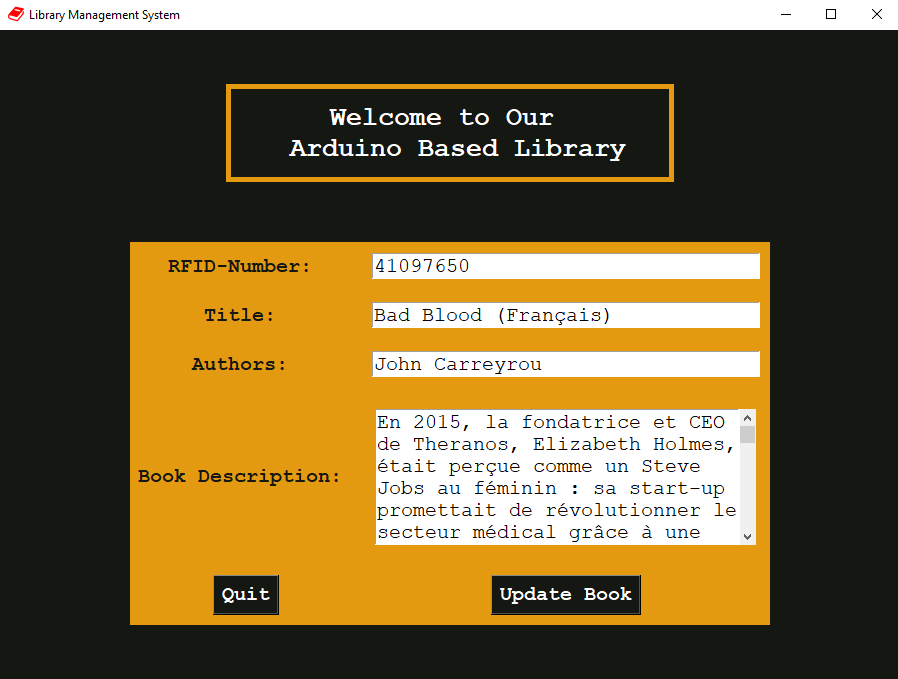 Library Management System
Welcome to Our
Arduino Based Library
RFID-Number:
41097650
Title:
Bad Blood (Français)
Authors:
John Carreyrou
Book Description:
En 2015, la fondatrice et CEO
de Theranos, Elizabeth Holmes,
était perçue comme un Steve
Jobs au féminin : sa start-up
promettait de révolutionner le
secteur médical grâce à une
Quit
Update Book